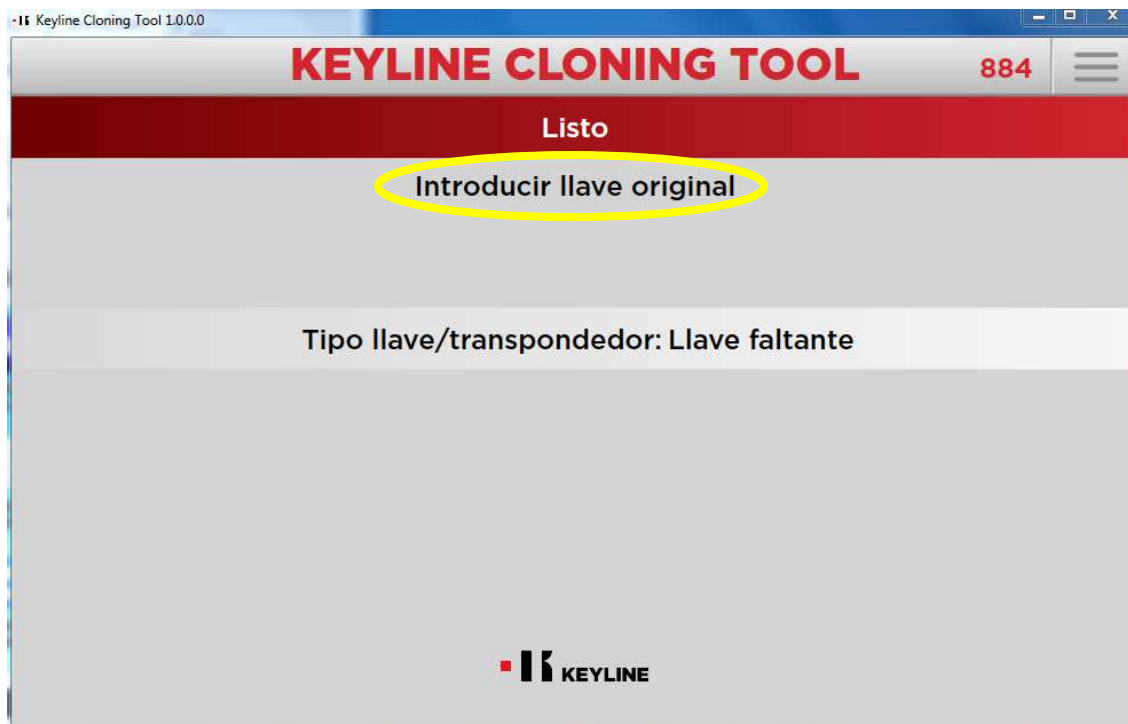 Keyline Cloning Tool 1.0.0.0
KEYLINE CLONING TOOL
884
Listo
Introducir llave original
Tipo llave/transpondedor: Llave faltante
KEYLINE